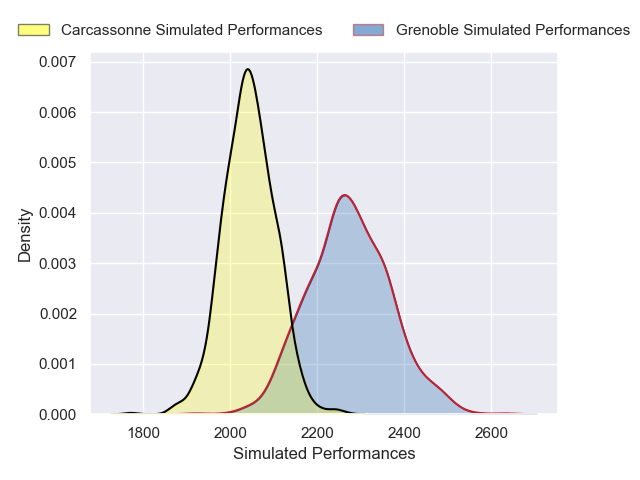 Carcassonne Simulated Performances Grenoble Simulated Performances
0.007
0.006
0.005
0.004
0.003
0.002
0.001
0.000
Density
1800 2000 2200 2400 2600
Simulated Performances